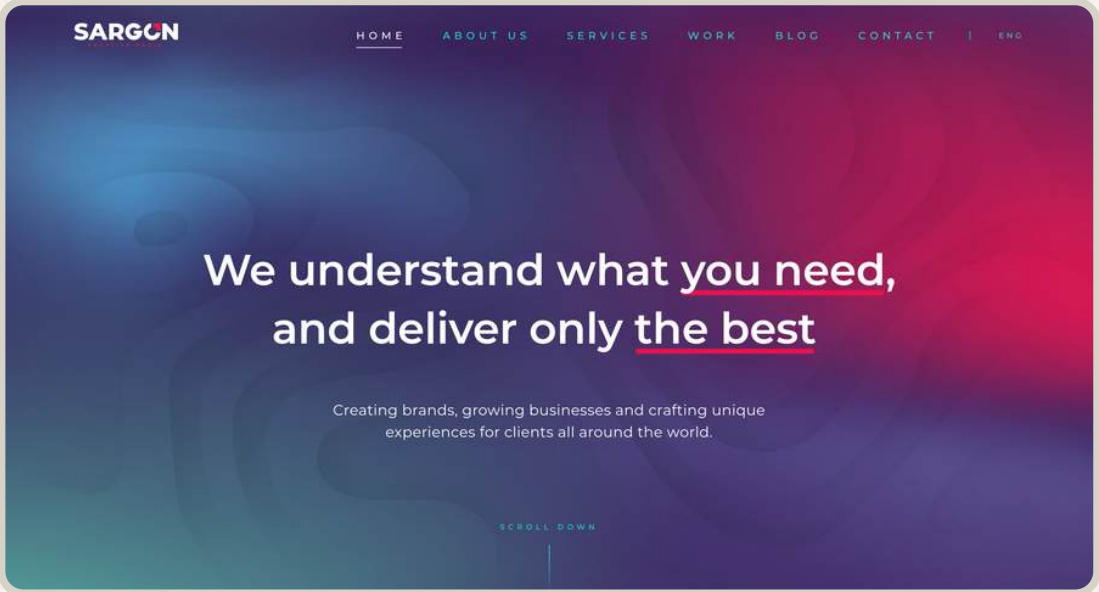 SARGON
HOME ABOUT US SERVICES WORK BLOG CONTACT | ENG
We understand what you need,
and deliver only the best
Creating brands, growing businesses and crafting unique
experiences for clients all around the world.
SCROLL DOWN